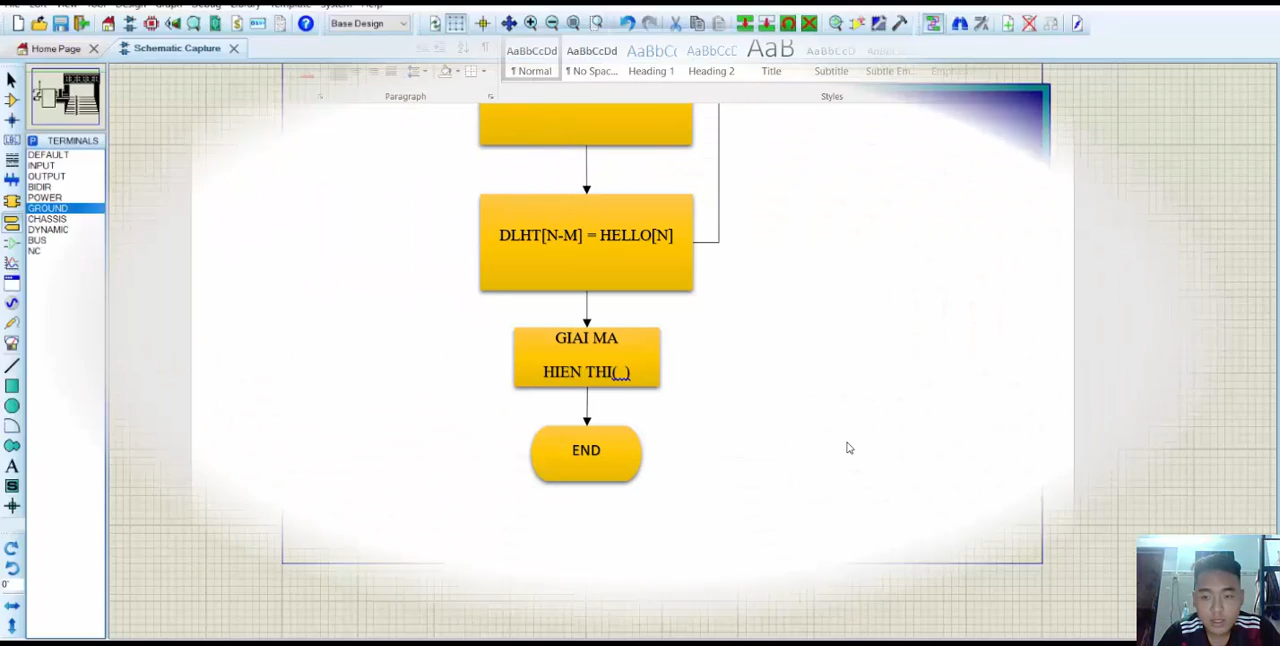 Base Design
Home Page
Schematic Capture
AaBbCcDd AaBbCcDd AaBbCc AaBbCcC AaB AaBbCcD
¶ Normal ¶ No Spac... Heading 1 Heading 2 Title Subtitle Subtle Em... Emphasis
Paragraph Styles
P TERMINALS
DEFAULT
INPUT
OUTPUT
BIDIR
POWER
GROUND
CHASSIS
DYNAMIC
BUS
NC
DLHT[N-M] = HELLO[N]
GIAI MA
HIEN THI( )
END